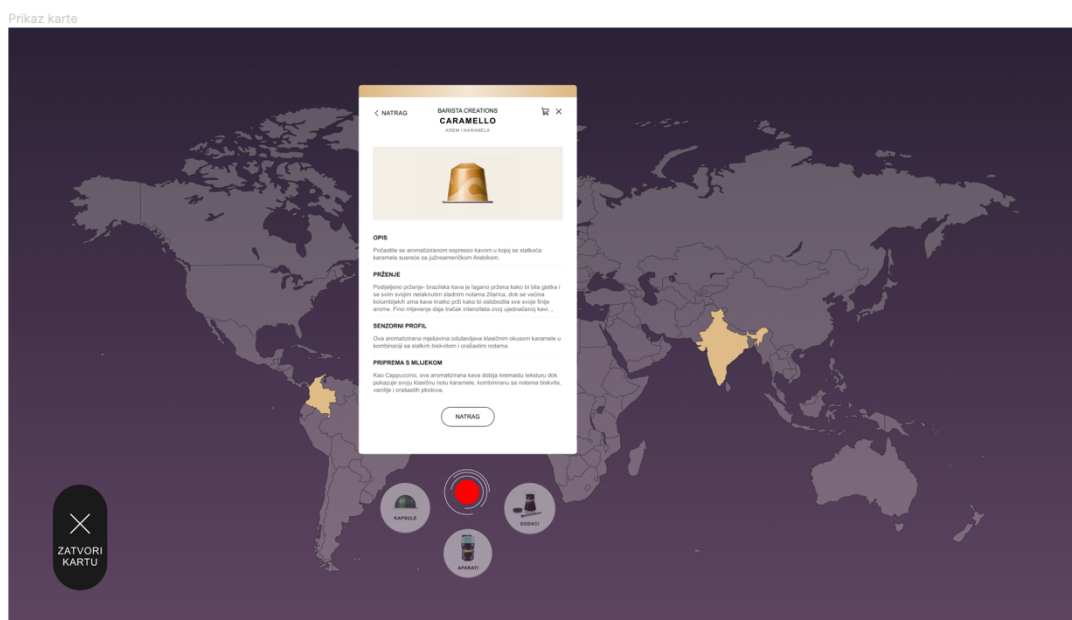 Prikaz karte
NATRAG
BARISTA CREATIONS
CARAMELLO
KREM I KARAMELA
OPIS
Počastite se aromatiziranom espresso kavom u kojoj se slatkoća
karamele susreće sa južnoameričkom Arabikom.
PRŽENJE
Podijeljeno prženje- brazilska kava je lagano pržena kako bi bila glatka i
sa svim svojim netaknutim sladnim notama žitarica, dok se većina
kolumbijskih zrna kave kratko prži kako bi oslobodila sve svoje finije
arome. Fino mljevenje daje tračak intenziteta ovoj ujednačenoj kavi. .
SENZORNI PROFIL
Ova aromatizirana mješavina oduševljava klasičnim okusom karamele u
kombinaciji sa slatkim biskvitom i orašastim notama.
PRIPREMA S MLIJEKOM
Kao Cappuccino, ova aromatizirana kava dobija kremastu teksturu dok
pokazuje svoju klasičnu notu karamele, kombiniranu sa notama biskvita,
vanilije i orašastih plodova.
NATRAG
KAPSULE
DODACI
APARATI
ZATVORI
KARTU